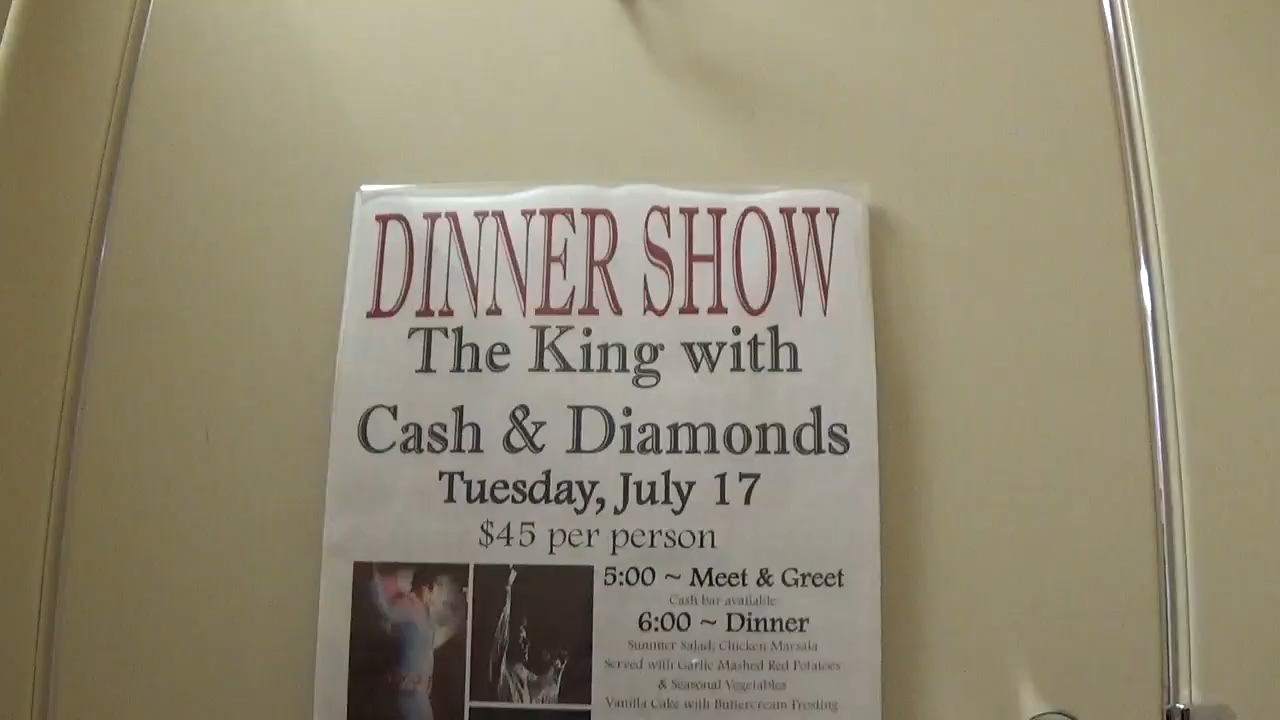 DINNER SHOW
The King with
Cash & Diamonds
Tuesday, July 17
$45 per person
5:00 ~ Meet & Greet
Cash bar available
6:00 ~ Dinner
Summer Salad, Chicken Marsala
Served with Garlic Mashed Red Potatoes
& Seasonal Vegetables
Vanilla Cake with Buttercream Frosting